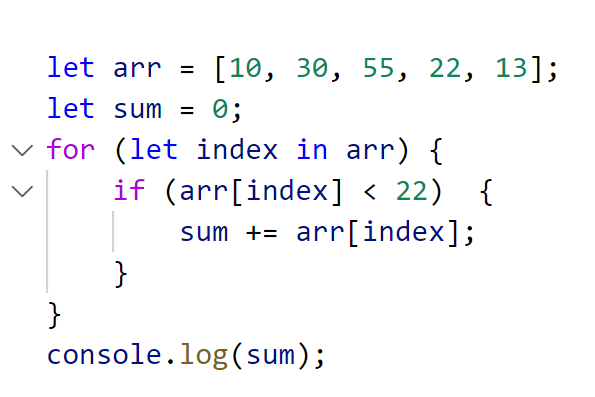 let arr = [10, 30, 55, 22, 13];
let sum = 0;
for (let index in arr) {
    if (arr[index] < 22)  {
        sum += arr[index];
    }
}
console.log(sum);